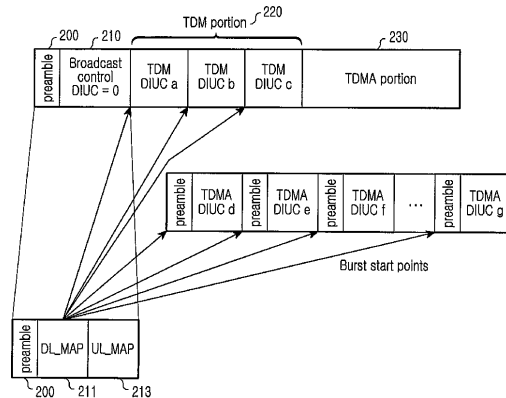 TDM portion 220
200 210 230
preamble
Broadcast
control
DIUC = 0
TDM
DIUC a
TDM
DIUC b
TDM
DIUC c
TDMA portion
preamble
TDMA
DIUC d
preamble
TDMA
DIUC e
preamble
TDMA
DIUC f
...
preamble
TDMA
DIUC g
Burst start points
preamble
DL_MAP
UL_MAP
200 211 213